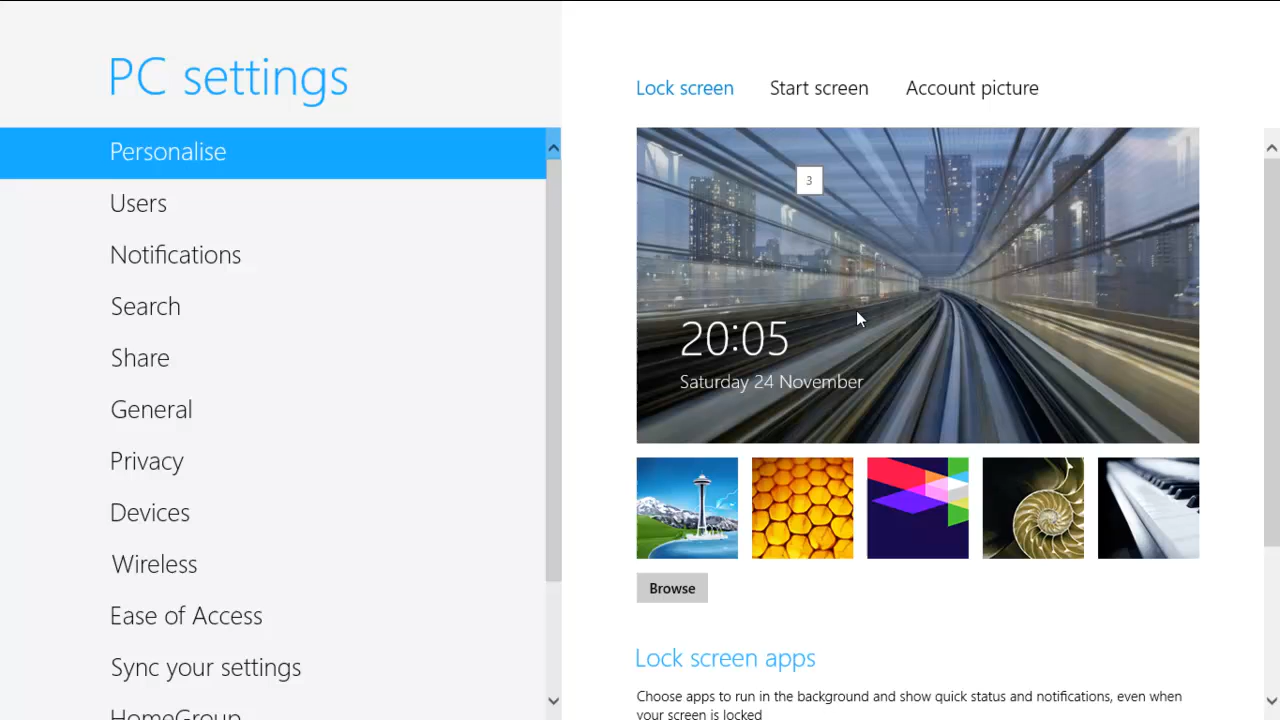 PC settings
Personalise
Users
Notifications
Search
Share
General
Privacy
Devices
Wireless
Ease of Access
Sync your settings
HomeGroup
Lock screen
Start screen
Account picture
3
20:05
Saturday 24 November
Browse
Lock screen apps
Choose apps to run in the background and show quick status and notifications, even when
your screen is locked